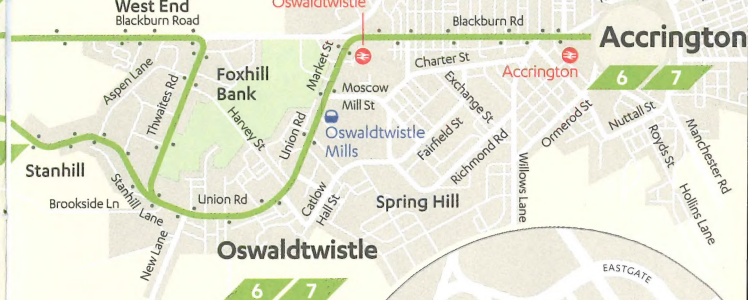 Oswaldtwistle
West End
Blackburn Road
Blackburn Rd
Accrington
6 7
Market St
Charter St
Accrington
Aspen Lane
Foxhill
Bank
Moscow
Mill St
Exchange St
Thwaites Rd
Harvey St
Union Rd
Oswaldtwistle
Mills
Fairfield St
Richmond Rd
Ormerod St
Nuttall St
Royds St
Manchester Rd
Stanhill
Stanhill Lane
Brookside Ln
Union Rd
Catlow
Hall St
Spring Hill
Willows Lane
Hollins Lane
New Lane
Oswaldtwistle
6 7
EASTGATE